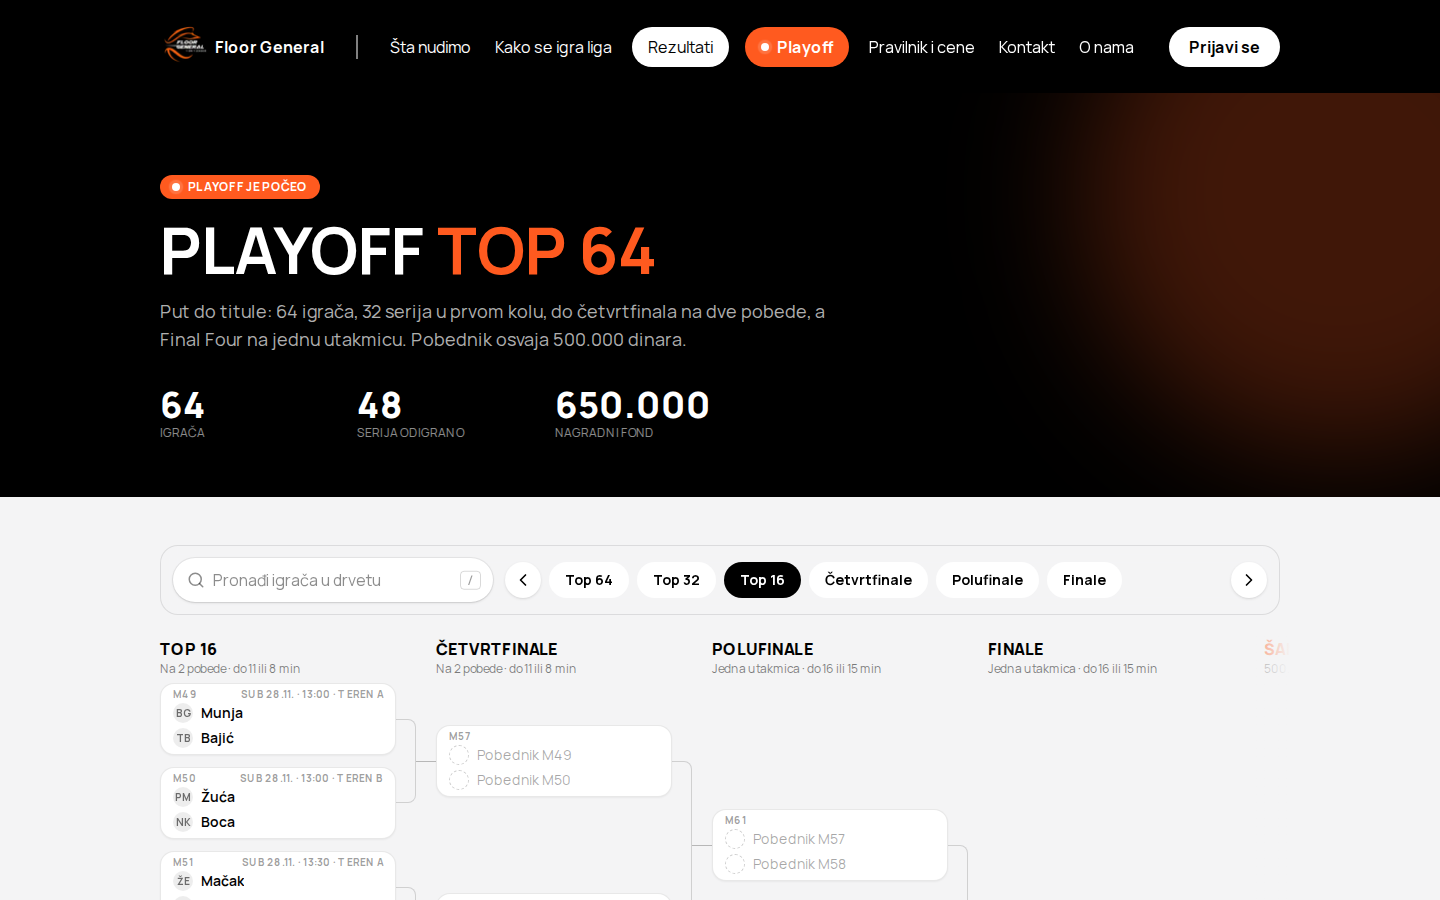 FLOOR GENERAL
Floor General
Šta nudimo
Kako se igra liga
Rezultati
Playoff
Pravilnik i cene
Kontakt
O nama
Prijavi se
PLAYOFF JE POČEO
PLAYOFF TOP 64
Put do titule: 64 igrača, 32 serija u prvom kolu, do četvrtfinala na dve pobede, a
Final Four na jednu utakmicu. Pobednik osvaja 500.000 dinara.
64
IGRAČA
48
SERIJA ODIGRANO
650.000
NAGRADNI FOND
Pronađi igrača u drvetu
/
Top 64
Top 32
Top 16
Četvrtfinale
Polufinale
Finale
TOP 16
Na 2 pobede · do 11 ili 8 min
ČETVRTFINALE
Na 2 pobede · do 11 ili 8 min
POLUFINALE
Jedna utakmica · do 16 ili 15 min
FINALE
Jedna utakmica · do 16 ili 15 min
M49
SUB 28.11. · 13:00 · TEREN A
BG Munja
TB Bajić
M50
SUB 28.11. · 13:00 · TEREN B
PM Žuća
NK Boca
M51
SUB 28.11. · 13:30 · TEREN A
ŽE Mačak
M57
Pobednik M49
Pobednik M50
M61
Pobednik M57
Pobednik M58